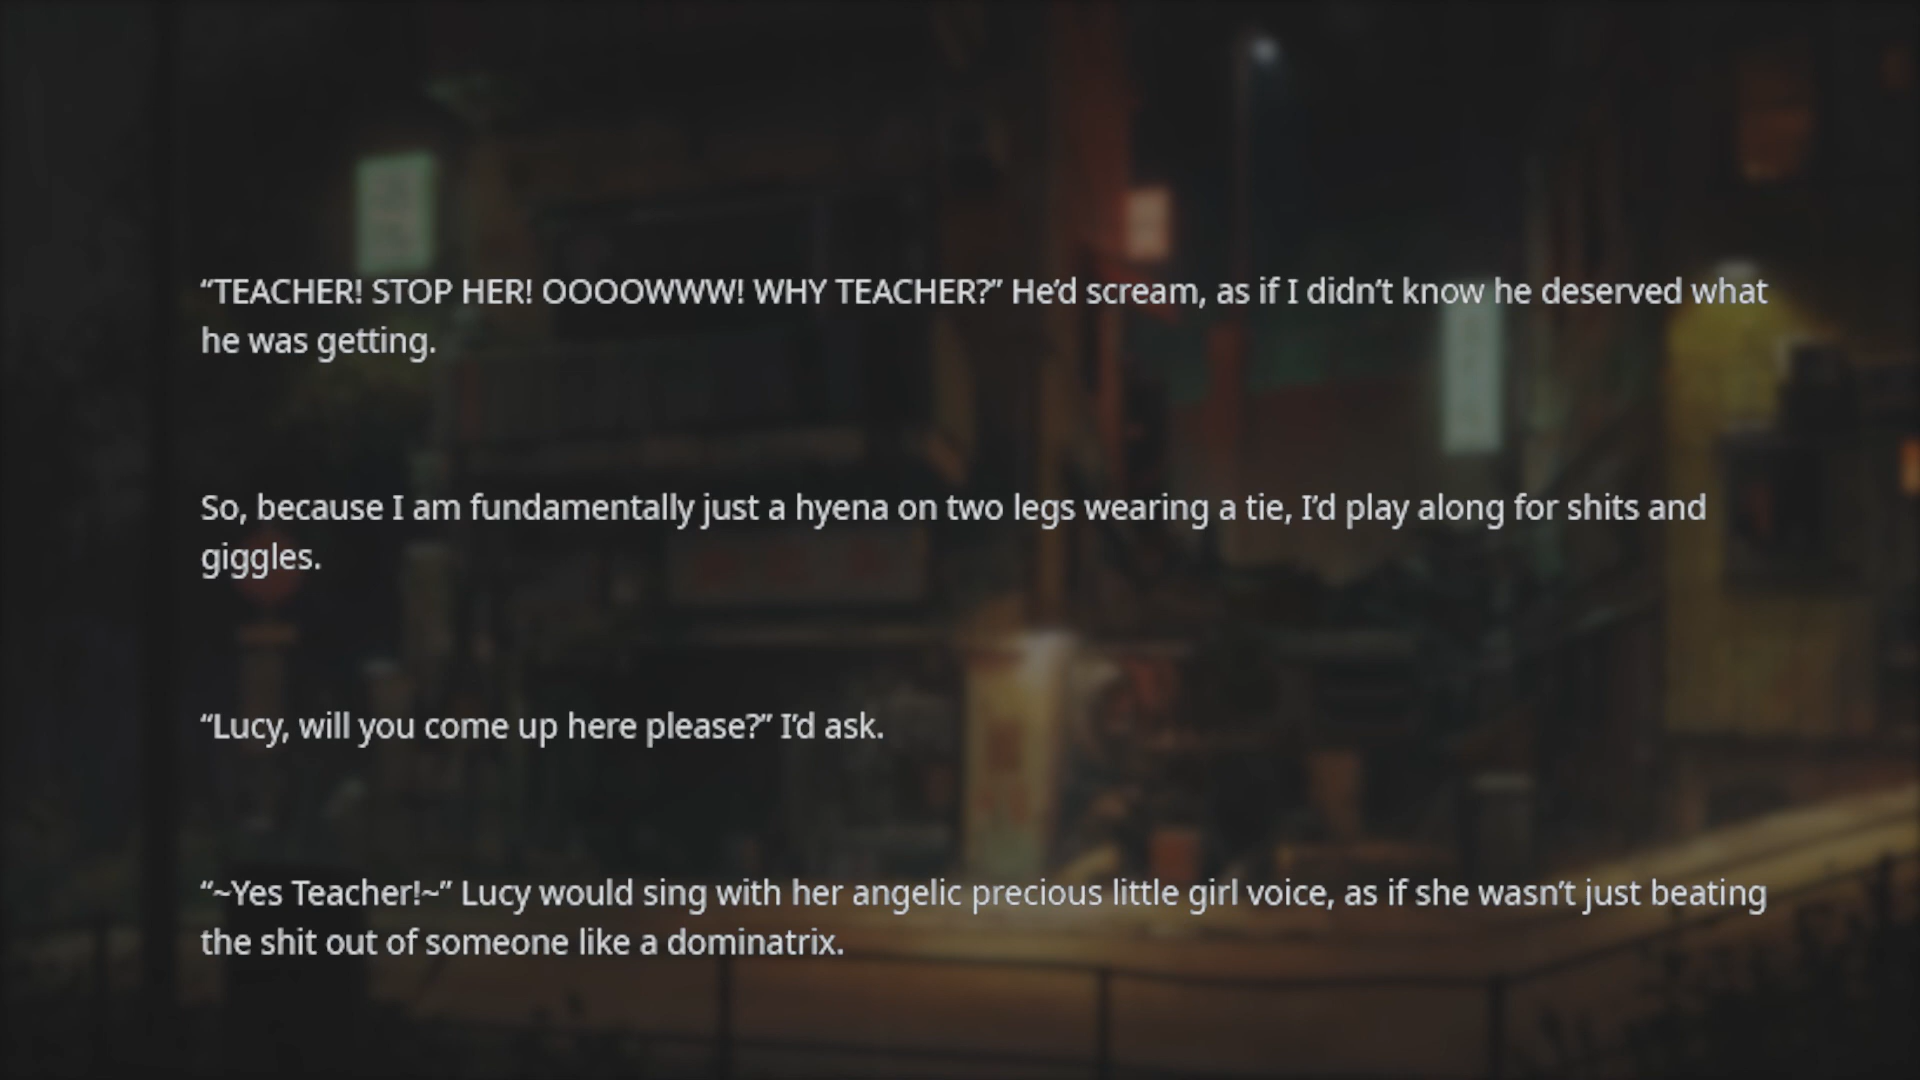 “TEACHER! STOP HER! OOOOWWW! WHY TEACHER?” He’d scream, as if I didn’t know he deserved what
he was getting.
So, because I am fundamentally just a hyena on two legs wearing a tie, I’d play along for shits and
giggles.
“Lucy, will you come up here please?” I’d ask.
“~Yes Teacher!~” Lucy would sing with her angelic precious little girl voice, as if she wasn’t just beating
the shit out of someone like a dominatrix.